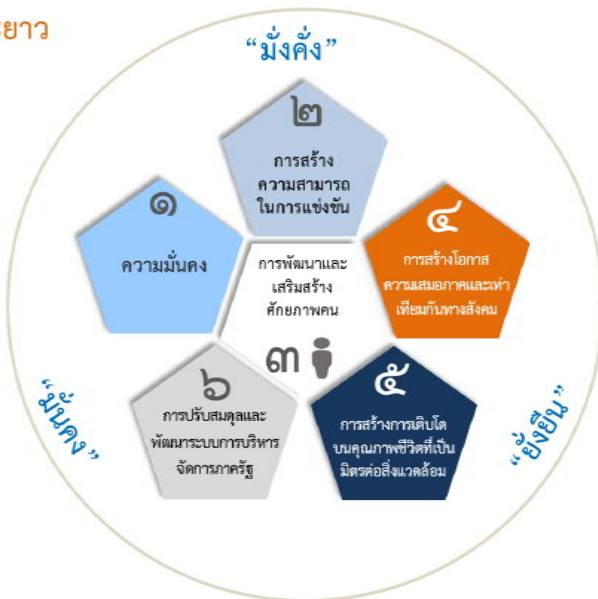 “มั่งคั่ง”
๒
การสร้าง
ความสามารถ
ในการแข่งขัน
๑
ความมั่นคง
๔
การสร้างโอกาส
ความเสมอภาคและเท่า
เทียมกันทางสังคม
การพัฒนาและ
เสริมสร้าง
ศักยภาพคน
๓
๖
การปรับสมดุลและ
พัฒนาระบบการบริหาร
จัดการภาครัฐ
๕
การสร้างการเติบโต
บนคุณภาพชีวิตที่เป็น
มิตรต่อสิ่งแวดล้อม
“มั่นคง”
“ยั่งยืน”